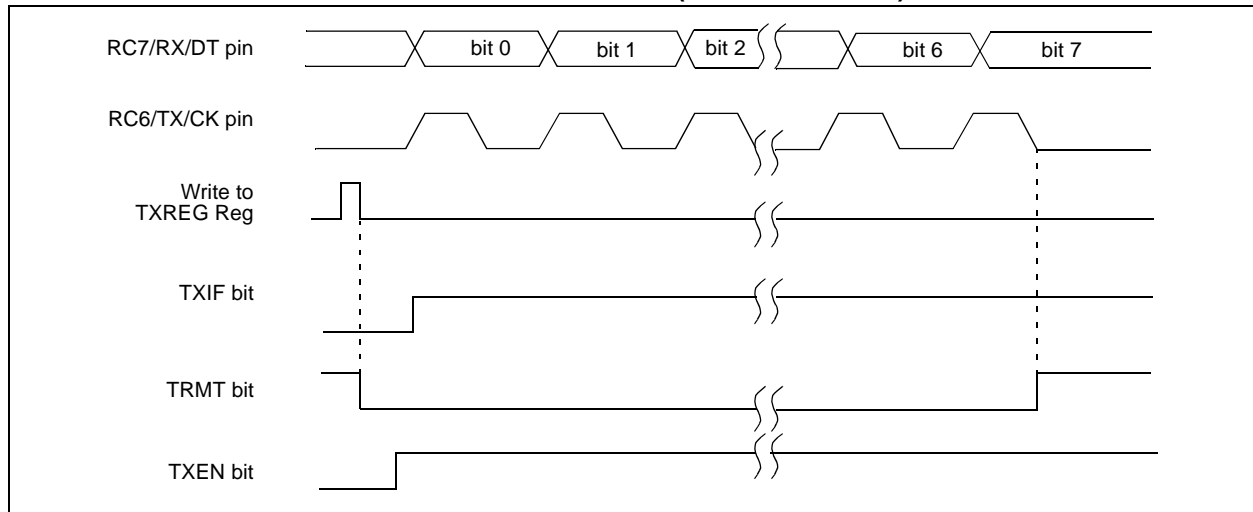 RC7/RX/DT pin
bit 0
bit 1
bit 2
bit 6
bit 7
RC6/TX/CK pin
Write to
TXREG Reg
TXIF bit
TRMT bit
TXEN bit